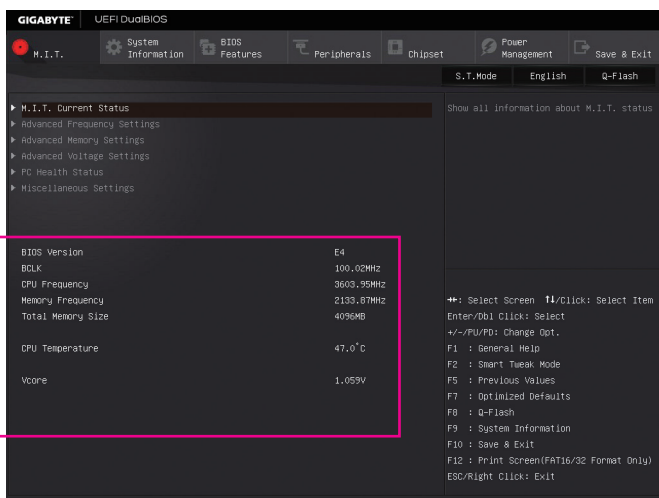 GIGABYTE™ UEFI DualBIOS
M.I.T.
System Information
BIOS Features
Peripherals
Chipset
Power Management
Save & Exit
S.T.Mode English Q-Flash
▶ M.I.T. Current Status
▶ Advanced Frequency Settings
▶ Advanced Memory Settings
▶ Advanced Voltage Settings
▶ PC Health Status
▶ Miscellaneous Settings
BIOS Version E4
BCLK 100.02MHz
CPU Frequency 3603.95MHz
Memory Frequency 2133.87MHz
Total Memory Size 4096MB
CPU Temperature 47.0°C
Vcore 1.059V
Show all information about M.I.T. status
→←: Select Screen ↑↓/Click: Select Item
Enter/Dbl Click: Select
+/-/PU/PD: Change Opt.
F1 : General Help
F2 : Smart Tweak Mode
F5 : Previous Values
F7 : Optimized Defaults
F8 : Q-Flash
F9 : System Information
F10 : Save & Exit
F12 : Print Screen(FAT16/32 Format Only)
ESC/Right Click: Exit